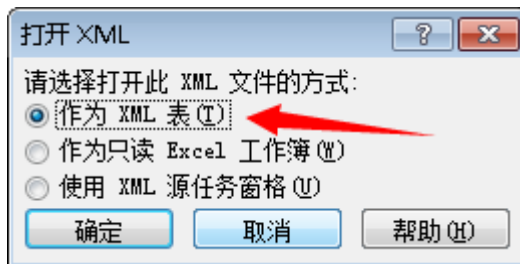 打开 XML
请选择打开此 XML 文件的方式:
作为 XML 表(T)
作为只读 Excel 工作簿(W)
使用 XML 源任务窗格(U)
确定 取消 帮助(H)